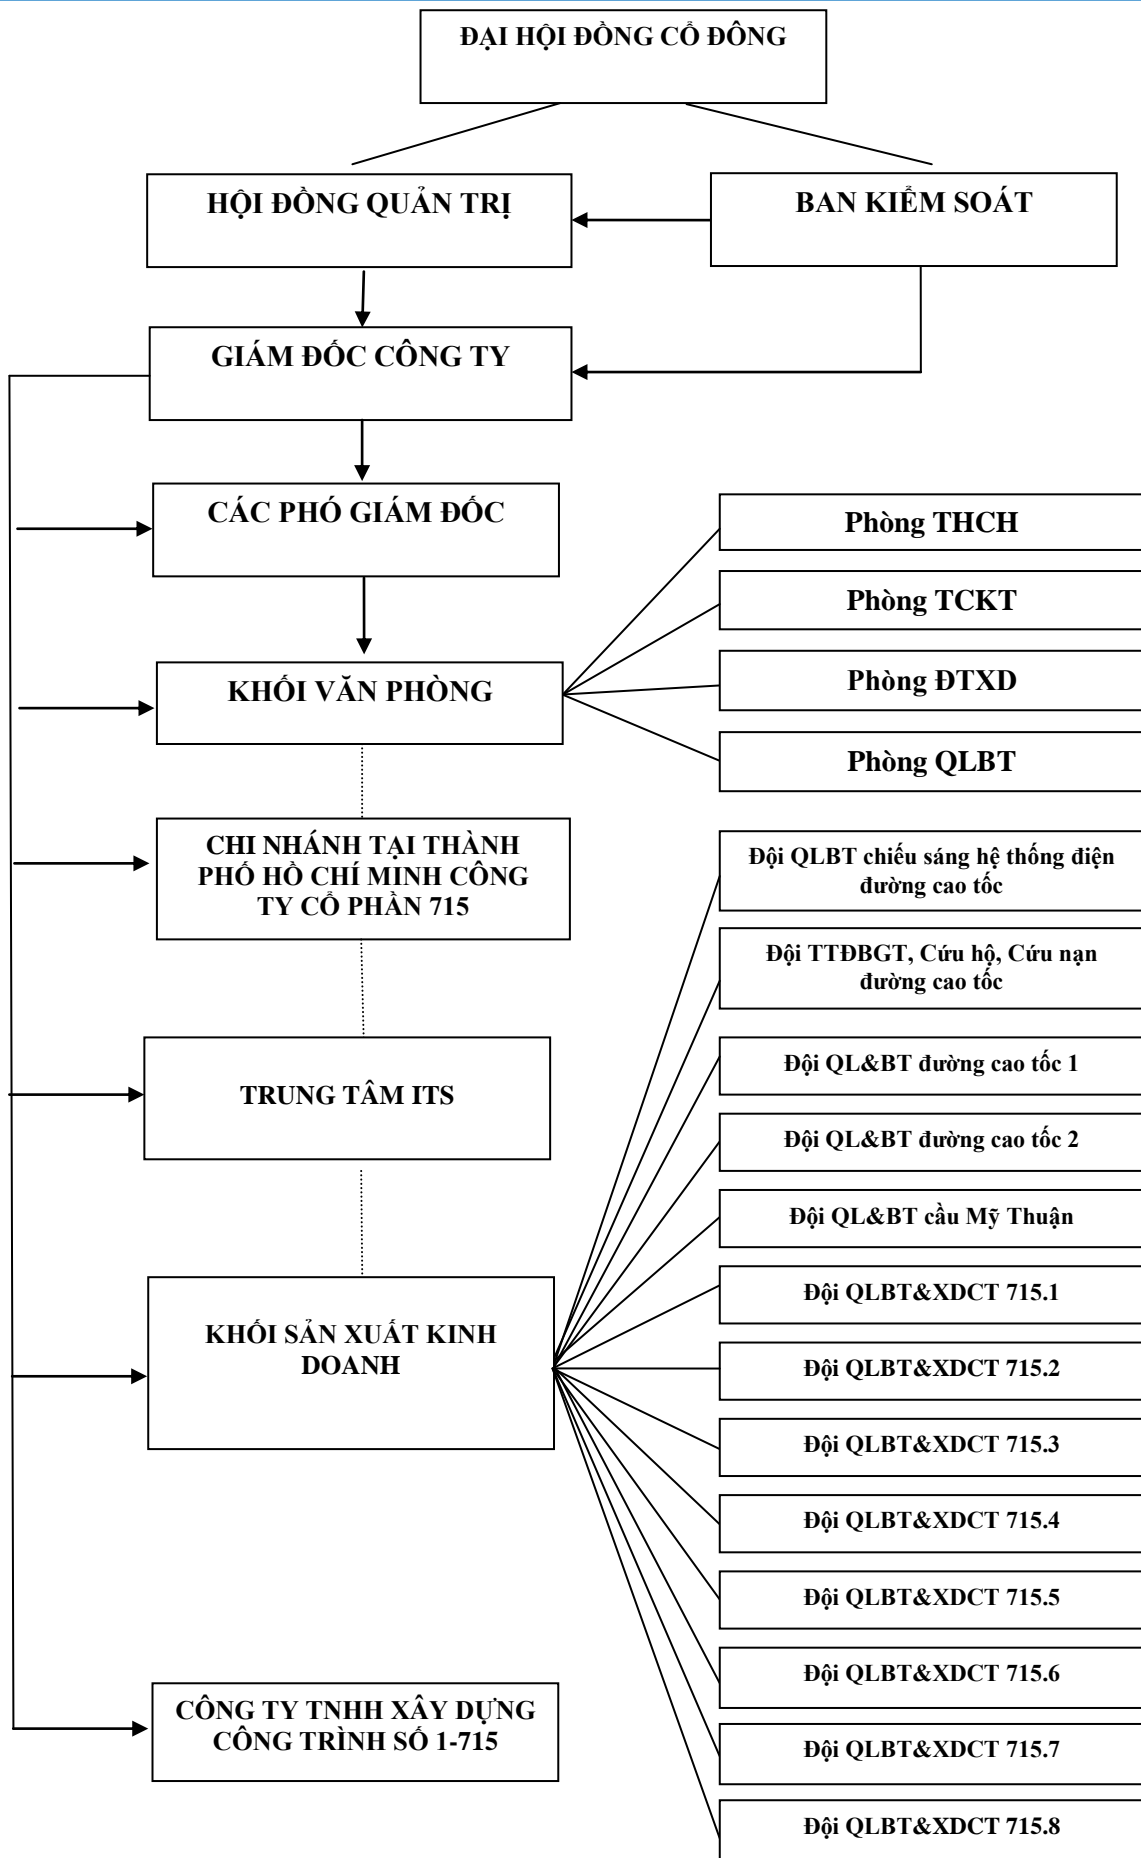 ĐẠI HỘI ĐỒNG CỔ ĐÔNG
HỘI ĐỒNG QUẢN TRỊ
BAN KIỂM SOÁT
GIÁM ĐỐC CÔNG TY
CÁC PHÓ GIÁM ĐỐC
KHỐI VĂN PHÒNG
Phòng THCH
Phòng TCKT
Phòng ĐTXD
Phòng QLBT
CHI NHÁNH TẠI THÀNH
PHỐ HỒ CHÍ MINH CÔNG
TY CỔ PHẦN 715
TRUNG TÂM ITS
KHỐI SẢN XUẤT KINH
DOANH
Đội QLBT chiếu sáng hệ thống điện
đường cao tốc
Đội TTĐBGT, Cứu hộ, Cứu nạn
đường cao tốc
Đội QL&BT đường cao tốc 1
Đội QL&BT đường cao tốc 2
Đội QL&BT cầu Mỹ Thuận
Đội QLBT&XDCT 715.1
Đội QLBT&XDCT 715.2
Đội QLBT&XDCT 715.3
Đội QLBT&XDCT 715.4
Đội QLBT&XDCT 715.5
Đội QLBT&XDCT 715.6
Đội QLBT&XDCT 715.7
Đội QLBT&XDCT 715.8
CÔNG TY TNHH XÂY DỰNG
CÔNG TRÌNH SỐ 1-715